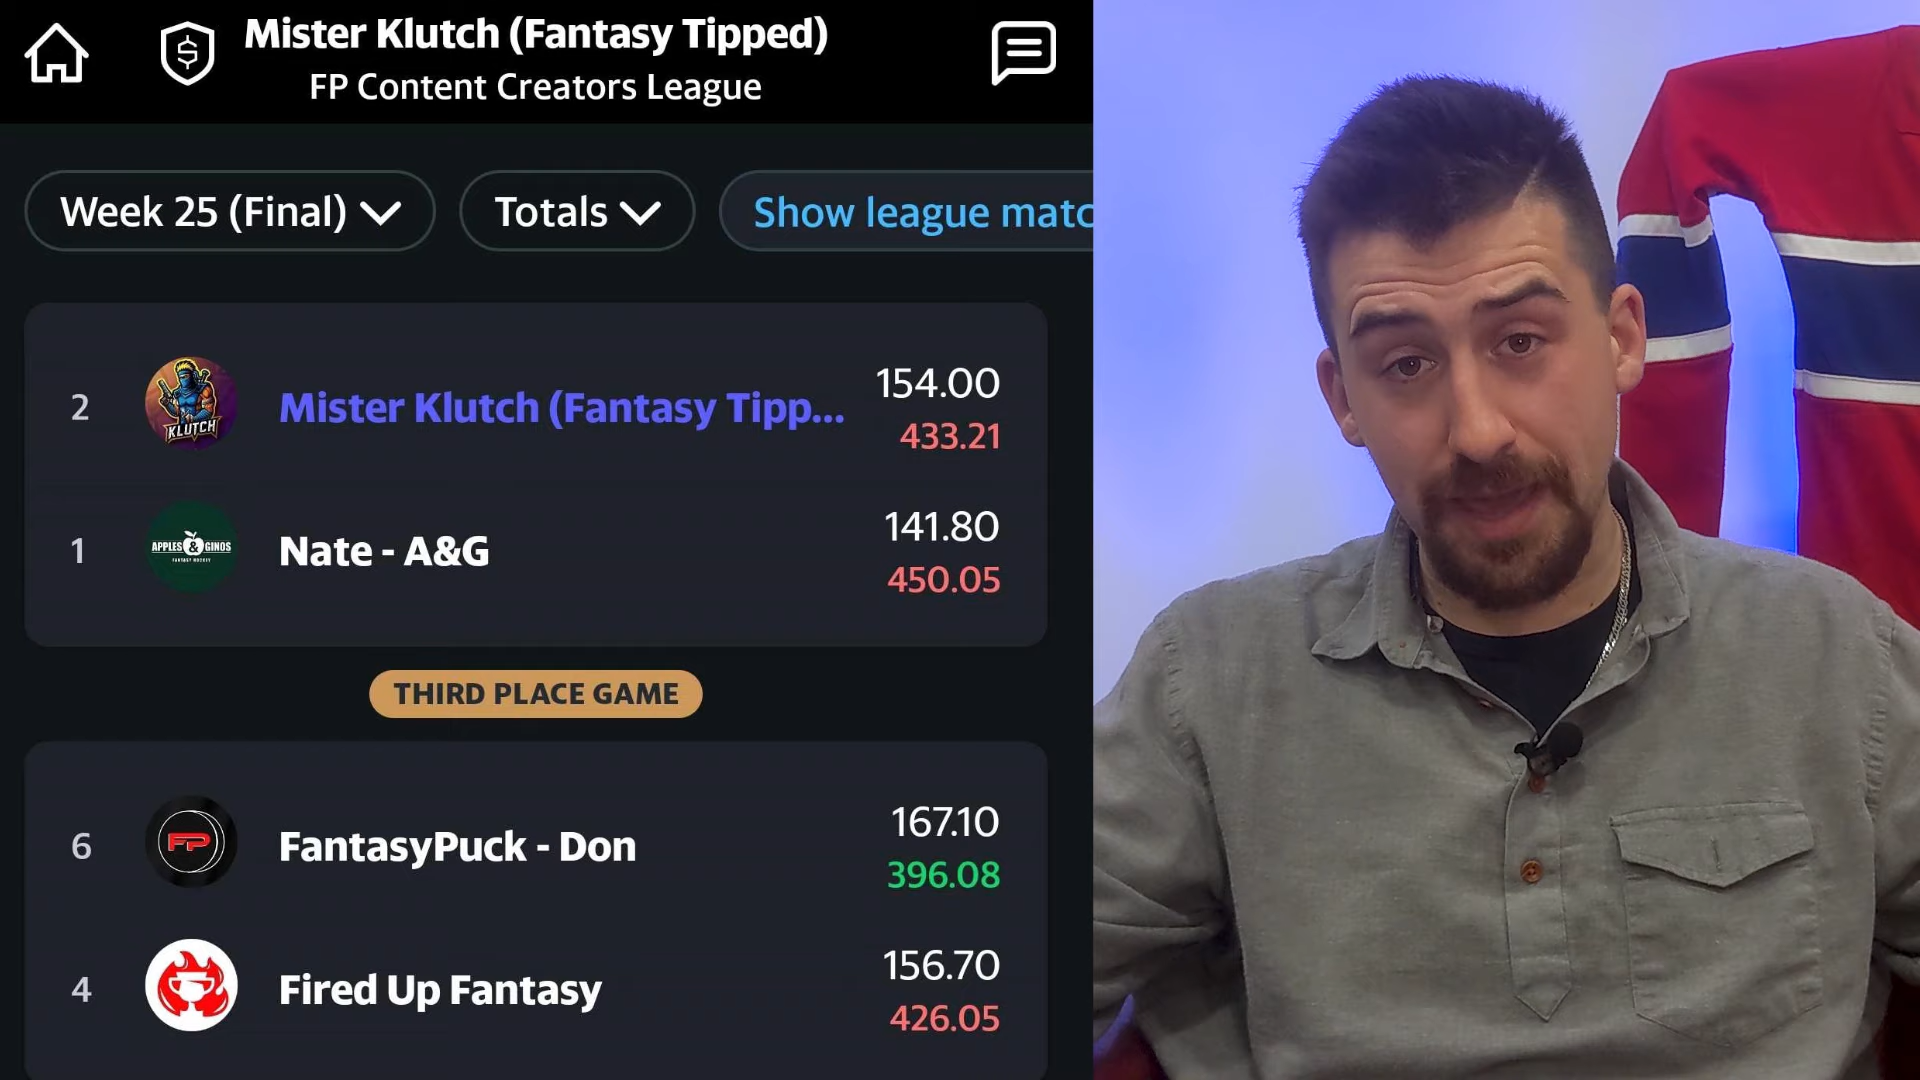 Mister Klutch (Fantasy Tipped)
FP Content Creators League
Week 25 (Final)
Totals
Show league matc
2
KLUTCH
Mister Klutch (Fantasy Tipp...
154.00
433.21
1
APPLES & GINOS
FANTASY HOCKEY
Nate - A&G
141.80
450.05
THIRD PLACE GAME
6
FP
FantasyPuck - Don
167.10
396.08
4
Fired Up Fantasy
156.70
426.05